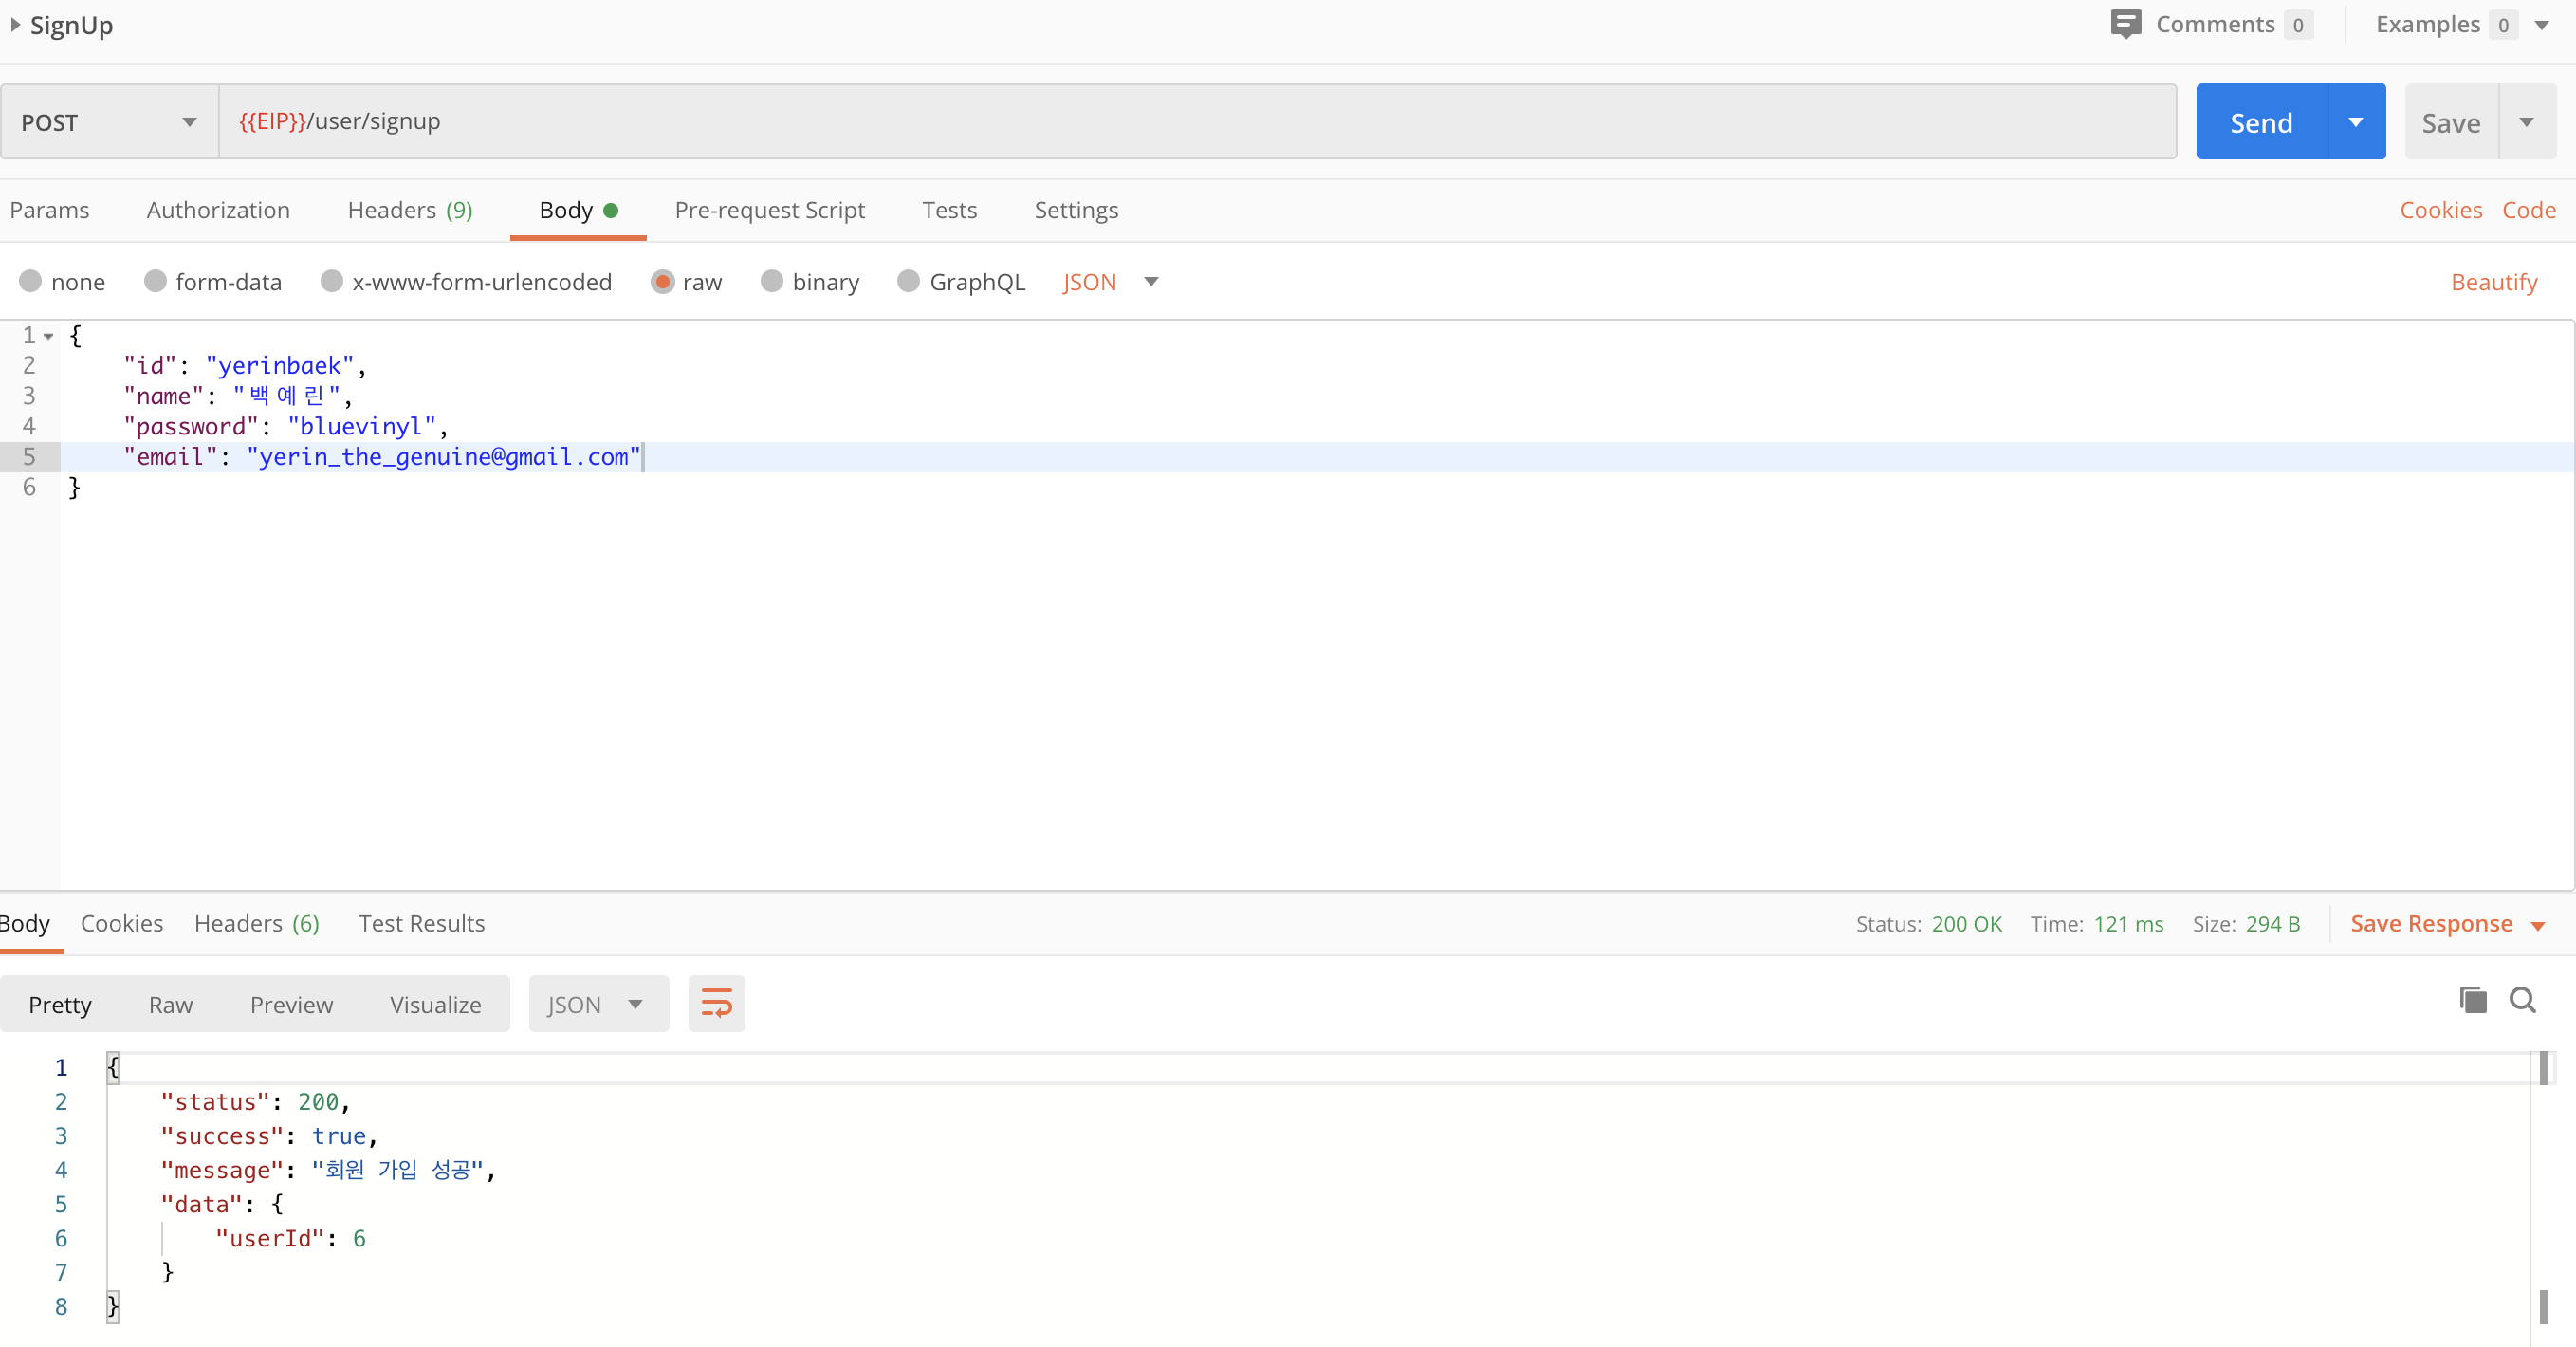 SignUp Comments 0 Examples 0
POST {{EIP}}/user/signup Send Save
Params Authorization Headers (9) Body Pre-request Script Tests Settings Cookies Code
none form-data x-www-form-urlencoded raw binary GraphQL JSON Beautify
1 {
2 "id": "yerinbaek",
3 "name": "백예린",
4 "password": "bluevinyl",
5 "email": "yerin_the_genuine@gmail.com"
6 }
Body Cookies Headers (6) Test Results Status: 200 OK Time: 121 ms Size: 294 B Save Response
Pretty Raw Preview Visualize JSON
1 {
2 "status": 200,
3 "success": true,
4 "message": "회원 가입 성공",
5 "data": {
6 "userId": 6
7 }
8 }